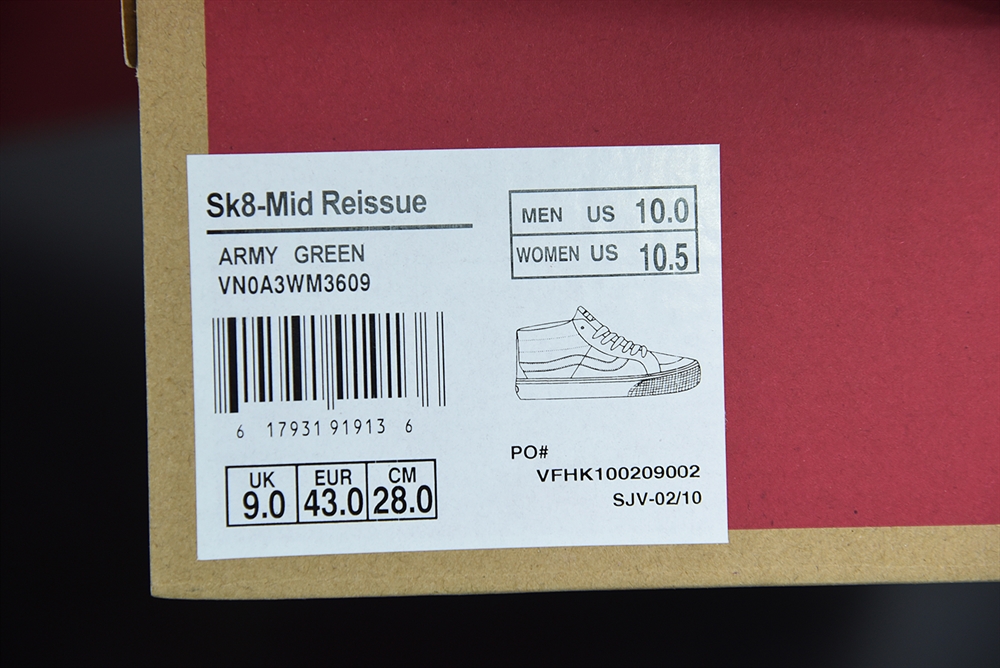 Sk8-Mid Reissue
ARMY GREEN
VN0A3WM3609
6 17931 91913 6
UK EUR CM
9.0 43.0 28.0
MEN US 10.0
WOMEN US 10.5
PO#
VFHK100209002
SJV-02/10